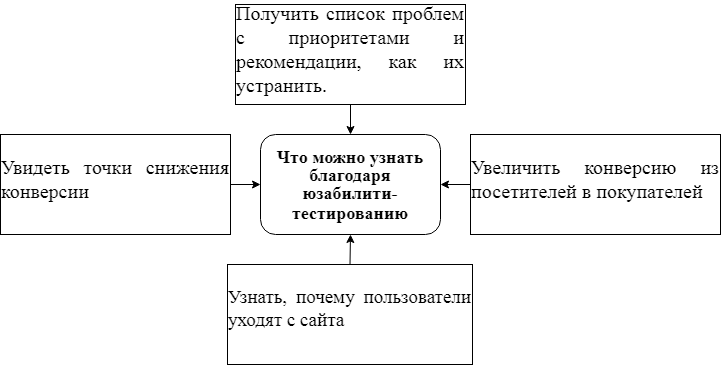 Получить список проблем
с приоритетами и
рекомендации, как их
устранить.
Увидеть точки снижения
конверсии
Что можно узнать
благодаря
юзабилити-
тестированию
Увеличить конверсию из
посетителей в покупателей
Узнать, почему пользователи
уходят с сайта